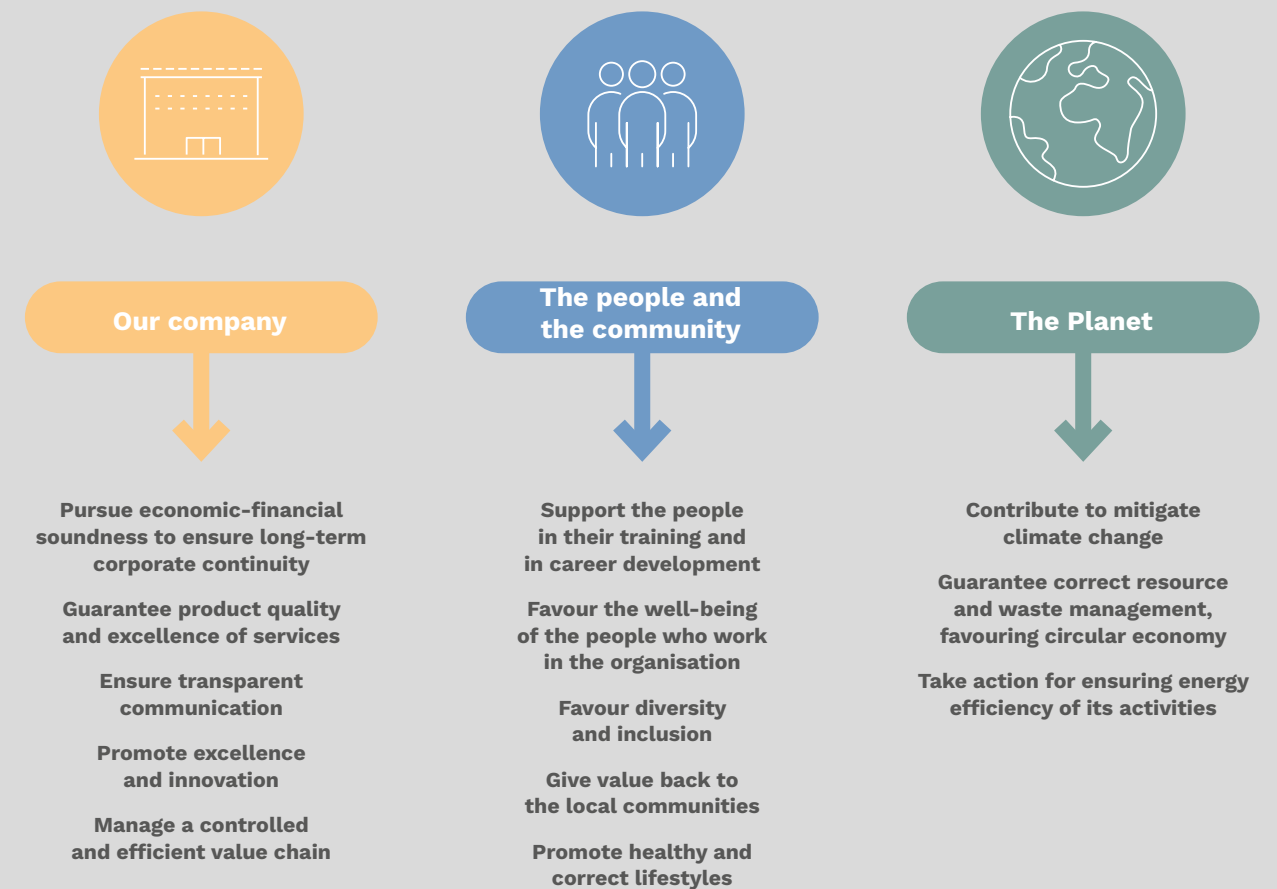 Our company
Pursue economic-financial
soundness to ensure long-term
corporate continuity
Guarantee product quality
and excellence of services
Ensure transparent
communication
Promote excellence
and innovation
Manage a controlled
and efficient value chain
The people and
the community
Support the people
in their training and
in career development
Favour the well-being
of the people who work
in the organisation
Favour diversity
and inclusion
Give value back to
the local communities
Promote healthy and
correct lifestyles
The Planet
Contribute to mitigate
climate change
Guarantee correct resource
and waste management,
favouring circular economy
Take action for ensuring energy
efficiency of its activities